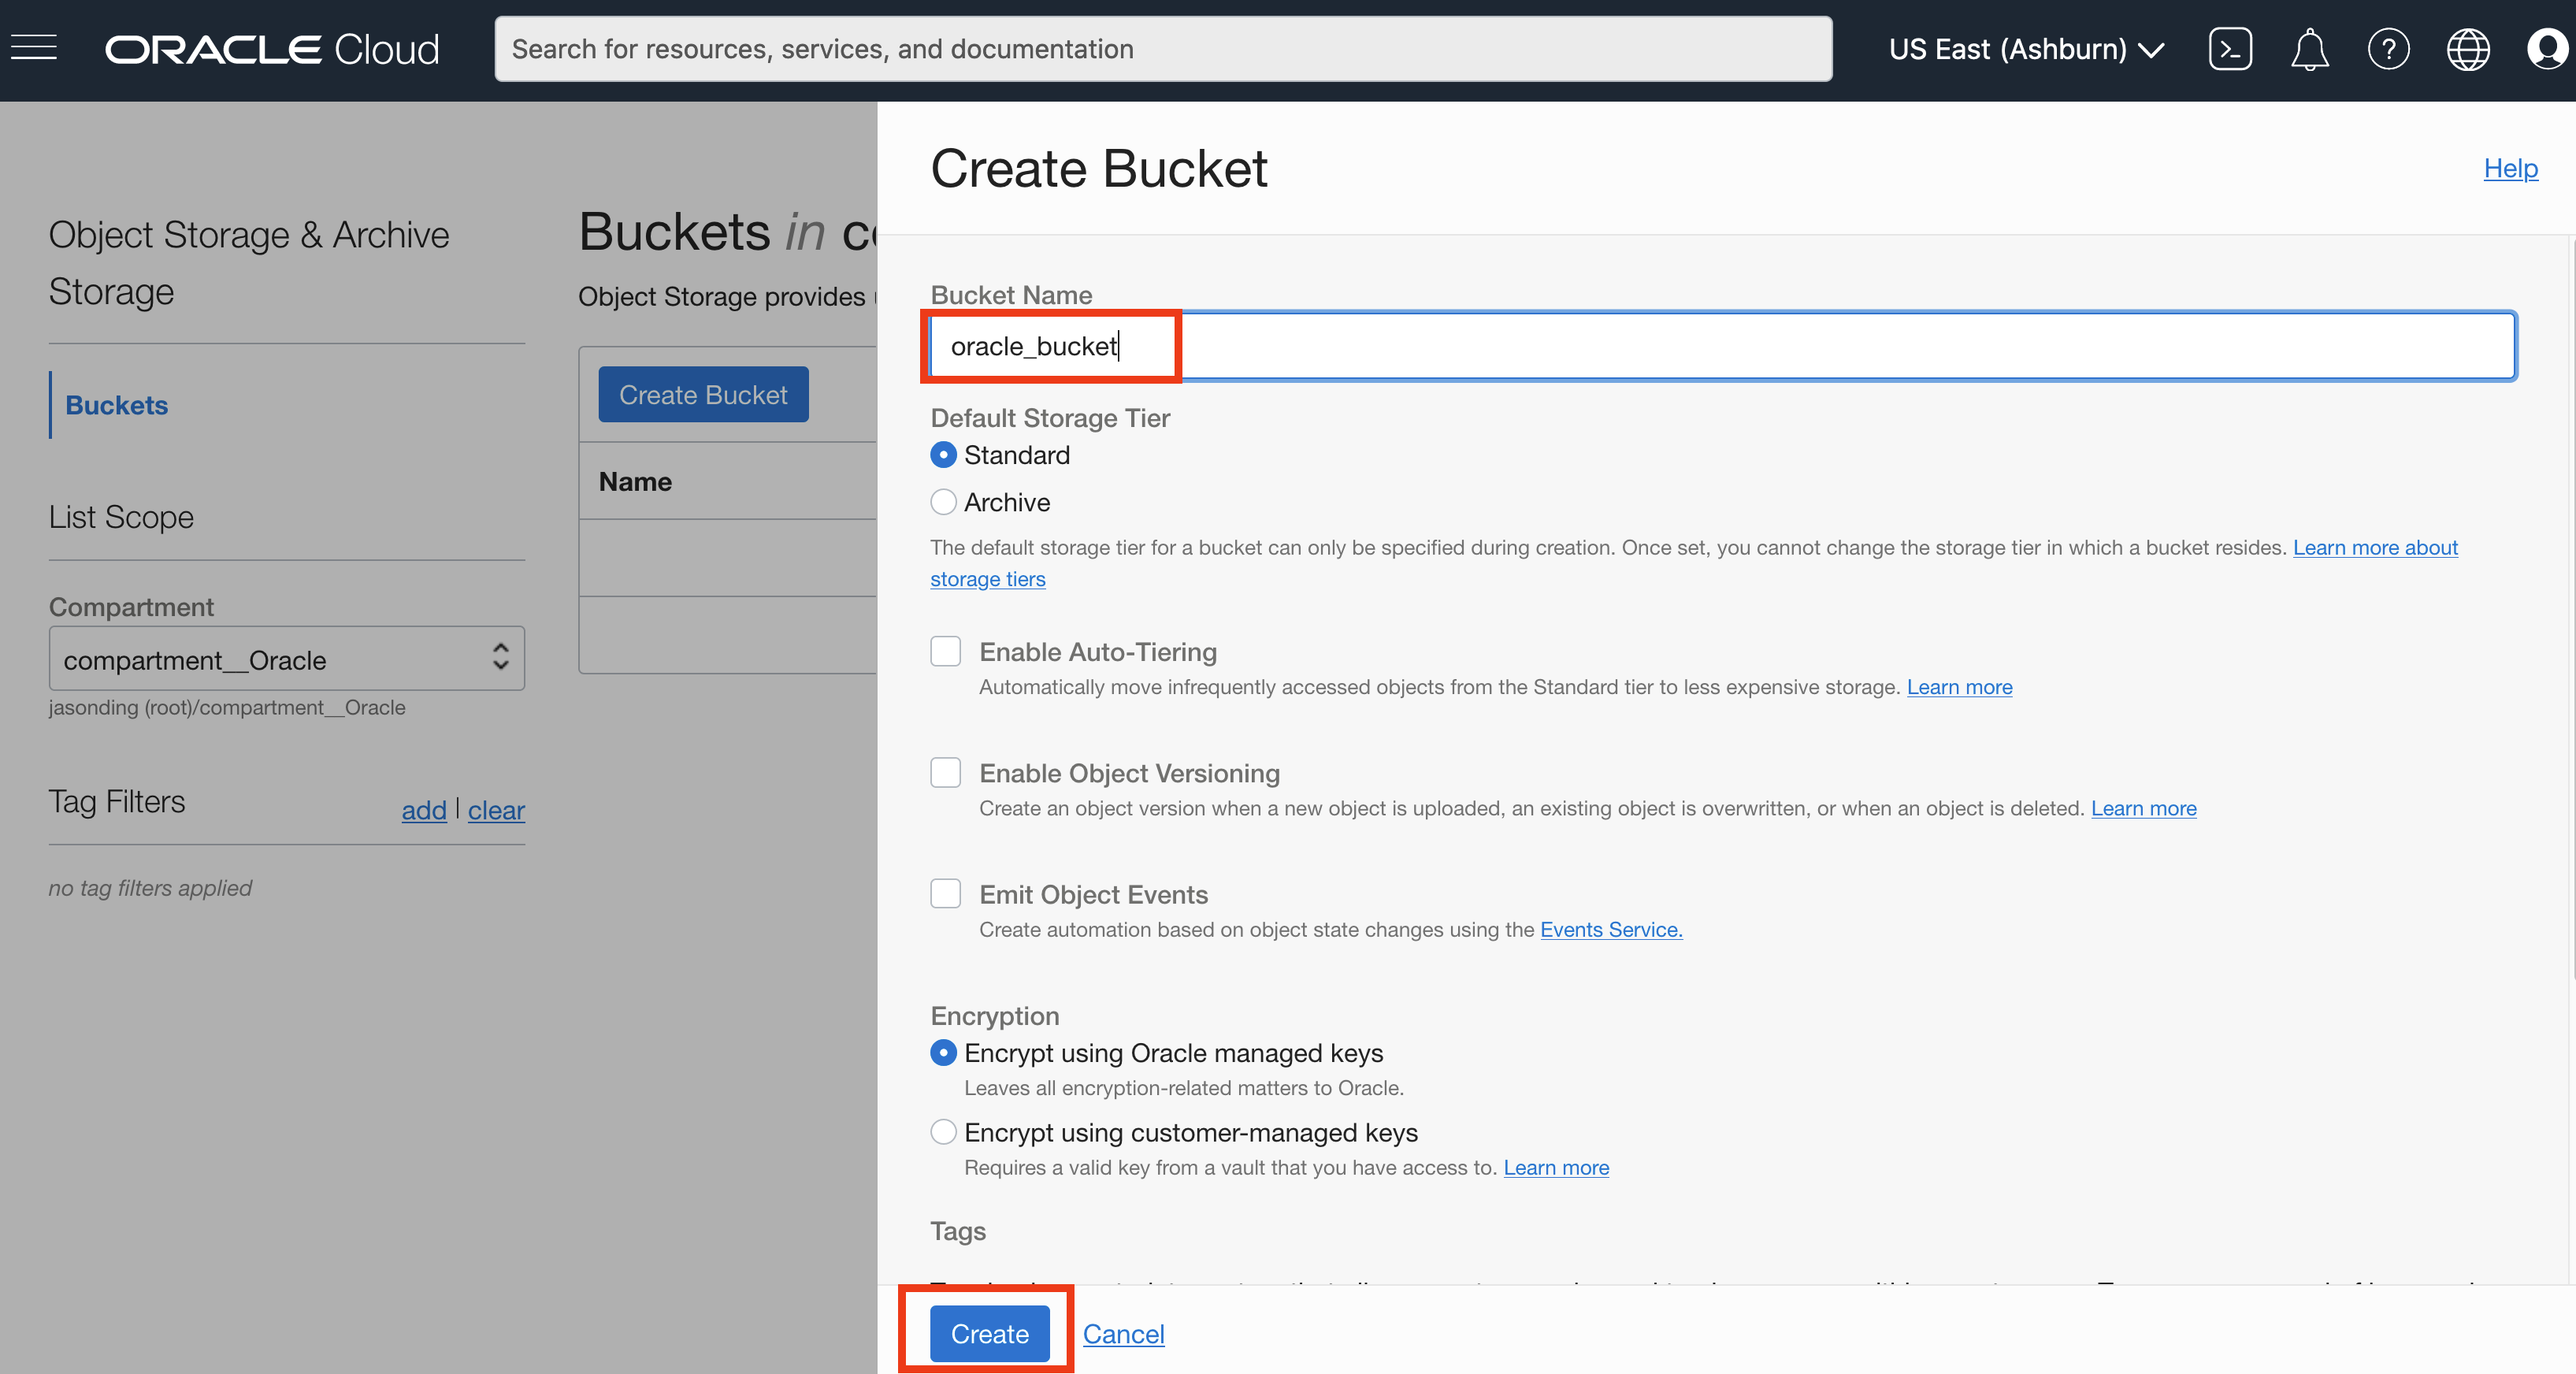 ORACLE Cloud
Search for resources, services, and documentation
US East (Ashburn)
Object Storage & Archive
Storage
Buckets
List Scope
Compartment
compartment__Oracle
jasonding (root)/compartment__Oracle
Tag Filters
add | clear
no tag filters applied
Buckets in
Object Storage provides
Create Bucket
Name
Create Bucket
Help
Bucket Name
oracle_bucket
Default Storage Tier
Standard
Archive
The default storage tier for a bucket can only be specified during creation. Once set, you cannot change the storage tier in which a bucket resides. Learn more about
storage tiers
Enable Auto-Tiering
Automatically move infrequently accessed objects from the Standard tier to less expensive storage. Learn more
Enable Object Versioning
Create an object version when a new object is uploaded, an existing object is overwritten, or when an object is deleted. Learn more
Emit Object Events
Create automation based on object state changes using the Events Service.
Encryption
Encrypt using Oracle managed keys
Leaves all encryption-related matters to Oracle.
Encrypt using customer-managed keys
Requires a valid key from a vault that you have access to. Learn more
Tags
Create
Cancel